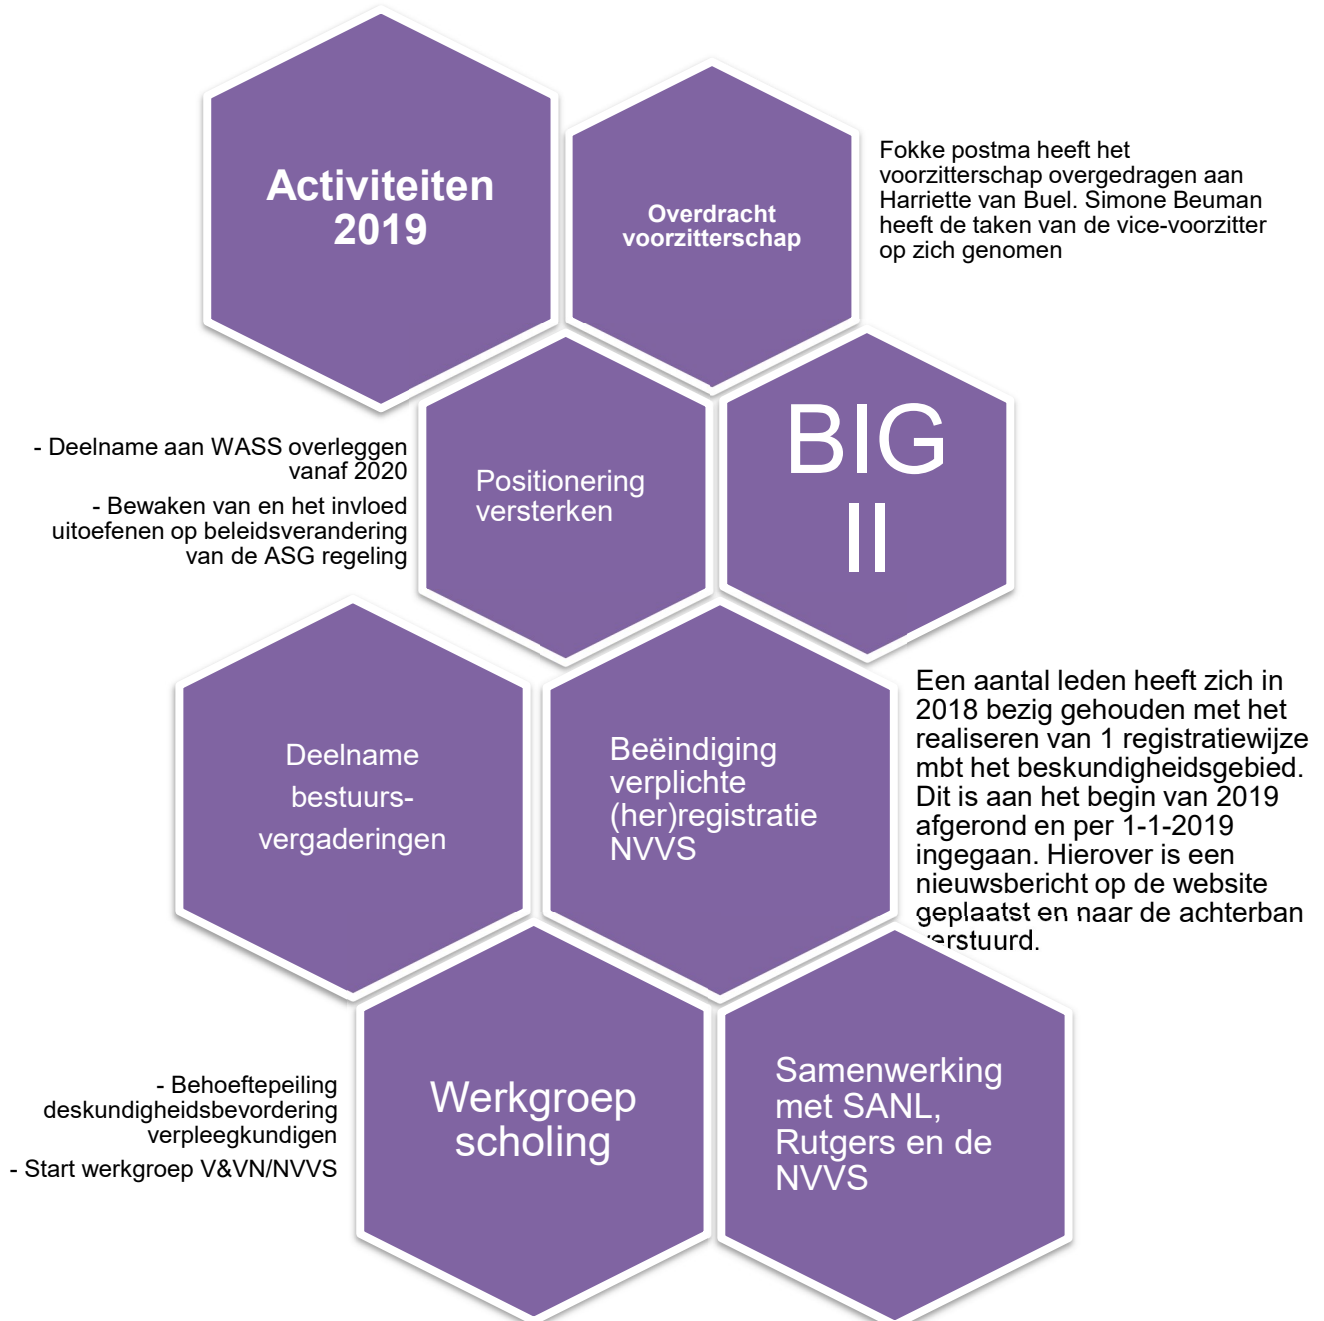 Activiteiten
2019
Overdracht
voorzitterschap
Fokke postma heeft het
voorzitterschap overgedragen aan
Harriette van Buel. Simone Beuman
heeft de taken van de vice-voorzitter
op zich genomen
- Deelname aan WASS overleggen
vanaf 2020
- Bewaken van en het invloed
uitoefenen op beleidsverandering
van de ASG regeling
Positionering
versterken
BIG
II
Deelname
bestuurs-
vergaderingen
Beëindiging
verplichte
(her)registratie
NVVS
Een aantal leden heeft zich in
2018 bezig gehouden met het
realiseren van 1 registratiewijze
mbt het beskundigheidsgebied.
Dit is aan het begin van 2019
afgerond en per 1-1-2019
ingegaan. Hierover is een
nieuwsbericht op de website
geplaatst en naar de achterban
verstuurd.
- Behoeftepeiling
deskundigheidsbevordering
verpleegkundigen
- Start werkgroep V&VN/NVVS
Werkgroep
scholing
Samenwerking
met SANL,
Rutgers en de
NVVS